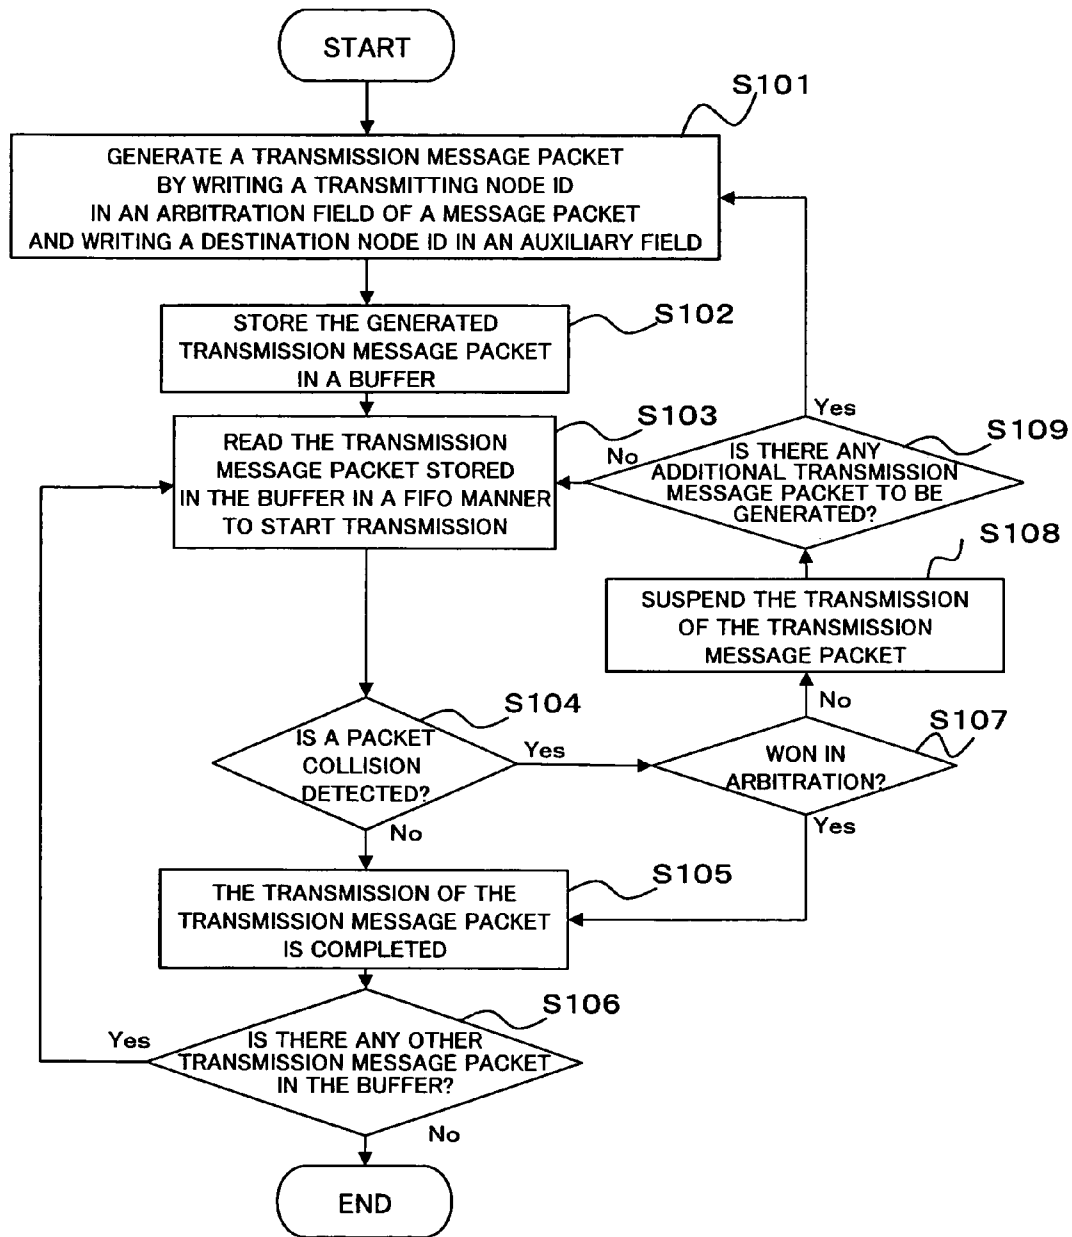 START
S101
GENERATE A TRANSMISSION MESSAGE PACKET
BY WRITING A TRANSMITTING NODE ID
IN AN ARBITRATION FIELD OF A MESSAGE PACKET
AND WRITING A DESTINATION NODE ID IN AN AUXILIARY FIELD
S102
STORE THE GENERATED
TRANSMISSION MESSAGE PACKET
IN A BUFFER
S103
READ THE TRANSMISSION
MESSAGE PACKET STORED
IN THE BUFFER IN A FIFO MANNER
TO START TRANSMISSION
Yes
S109
No
IS THERE ANY
ADDITIONAL TRANSMISSION
MESSAGE PACKET TO BE
GENERATED?
S108
SUSPEND THE TRANSMISSION
OF THE TRANSMISSION
MESSAGE PACKET
No
S104
IS A PACKET
COLLISION
DETECTED?
Yes
S107
WON IN
ARBITRATION?
Yes
No
S105
THE TRANSMISSION OF THE
TRANSMISSION MESSAGE PACKET
IS COMPLETED
S106
Yes
IS THERE ANY OTHER
TRANSMISSION MESSAGE PACKET
IN THE BUFFER?
No
END